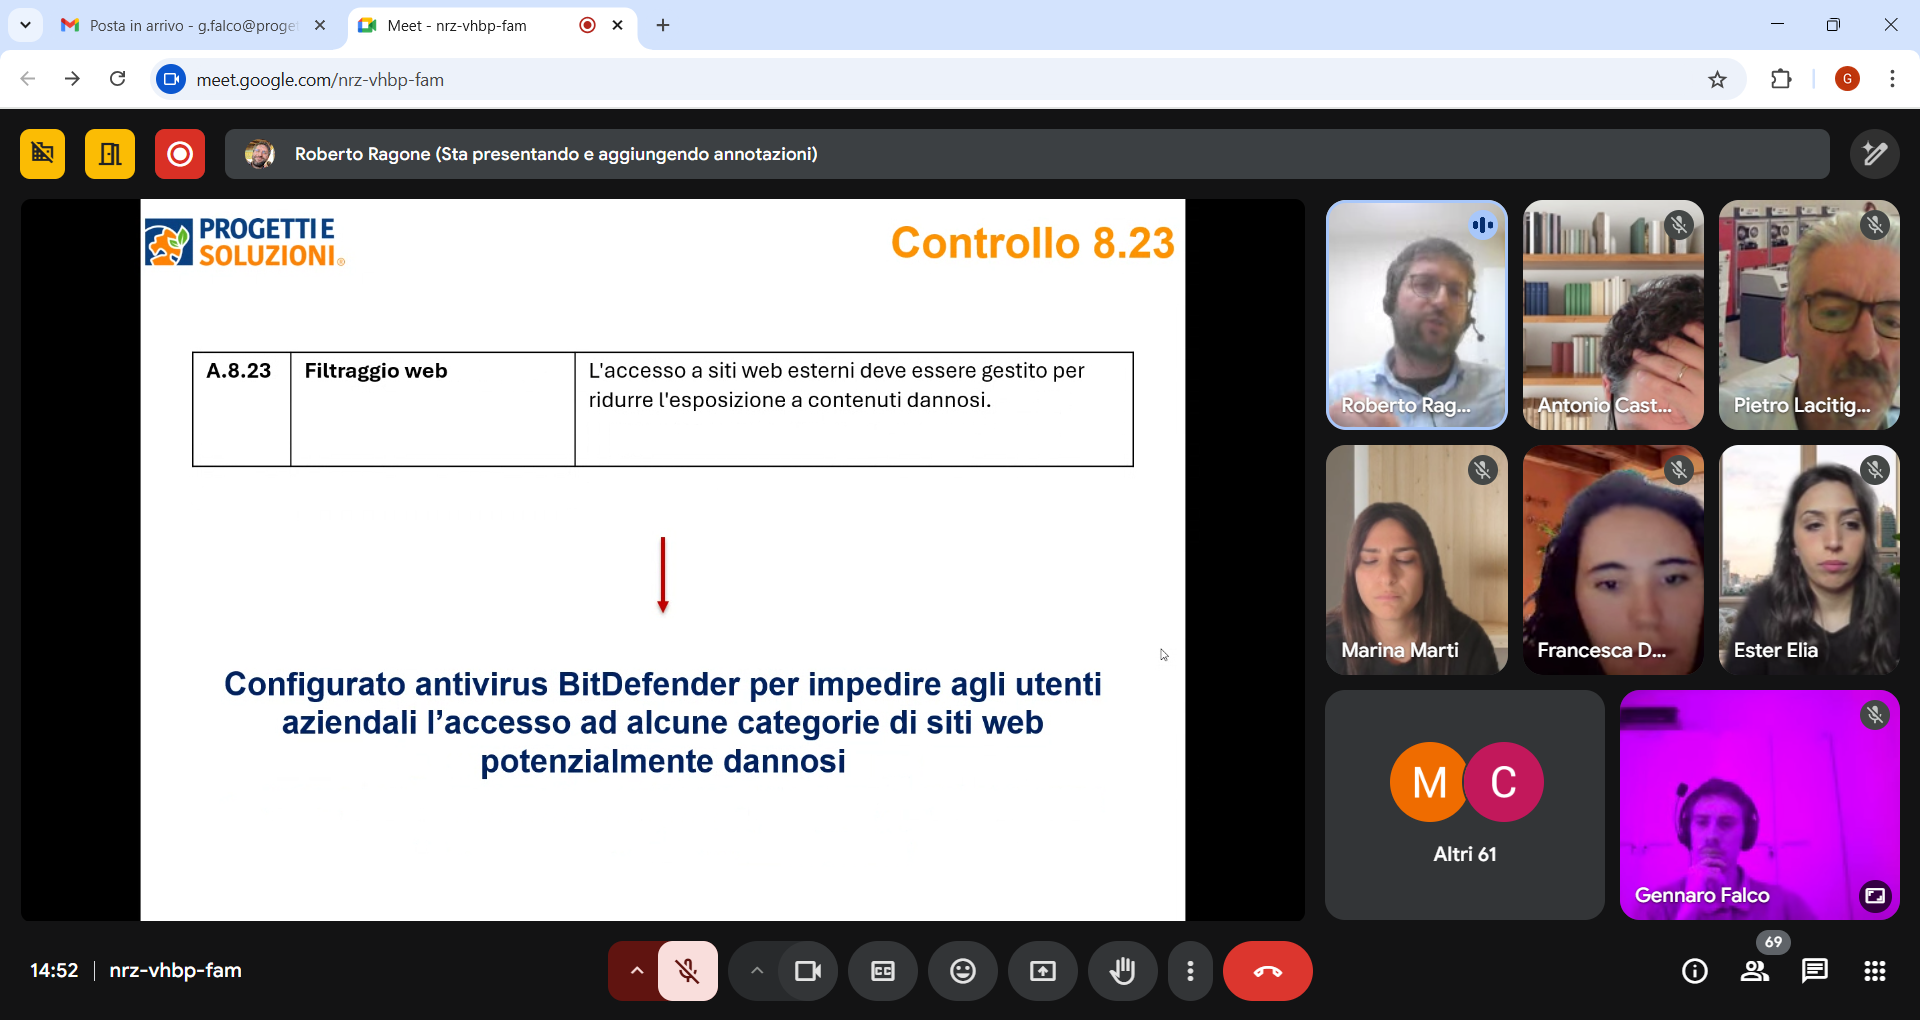 Posta in arrivo - g.falco@proget
Meet - nrz-vhbp-fam
meet.google.com/nrz-vhbp-fam
G
Roberto Ragone (Sta presentando e aggiungendo annotazioni)
PROGETTI E
SOLUZIONI®
Controllo 8.23
A.8.23 Filtraggio web L'accesso a siti web esterni deve essere gestito per
ridurre l'esposizione a contenuti dannosi.
Configurato antivirus BitDefender per impedire agli utenti
aziendali l’accesso ad alcune categorie di siti web
potenzialmente dannosi
Roberto Rag...
Antonio Cast...
Pietro Lacitig...
Marina Marti
Francesca D...
Ester Elia
M C
Altri 61
Gennaro Falco
14:52 | nrz-vhbp-fam
CC
69